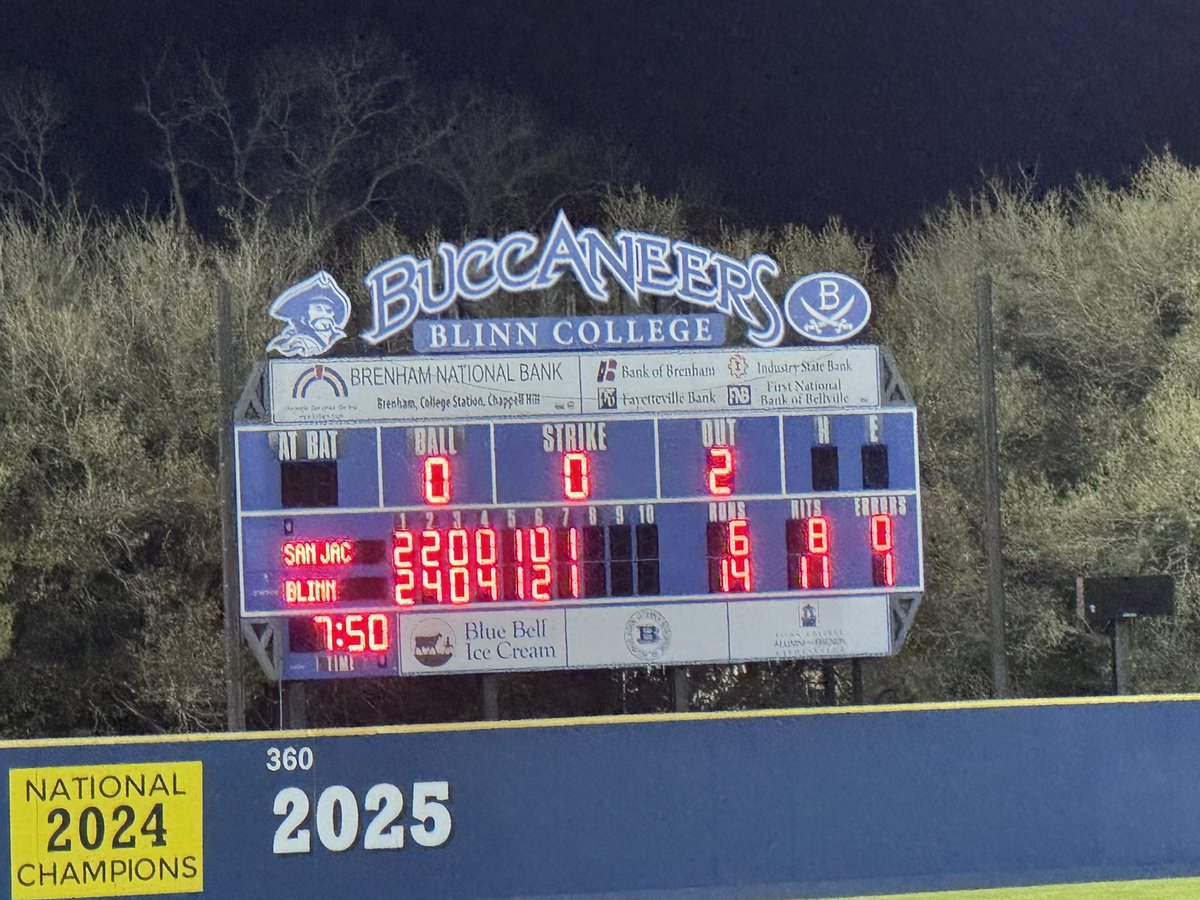 BUCCANEERS
B
BLINN COLLEGE
BRENHAM NATIONAL BANK
Brenham, College Station, Chappell Hill
Bank of Brenham
Industry State Bank
Fayetteville Bank
FNB
First National
Bank of Bellville
AT BAT BALL STRIKE OUT H E
0 0 2
1 2 3 4 5 6 7 8 9 10 RUNS HITS ERRORS
SAN JAC 2 2 0 0 1 0 1 6 8 0
BLINN 2 4 0 4 1 2 1 14 11 1
7:50
TIME
Blue Bell
Ice Cream
B
360
2025
NATIONAL
2024
CHAMPIONS